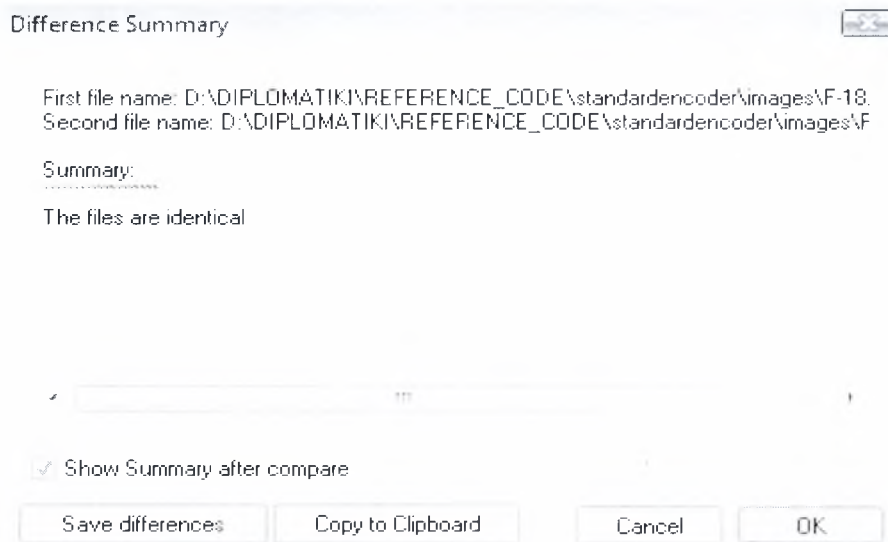 Difference Summary
First file name: D:\DIPLOMATIKI\REFERENCE_CODE\standardencoder\images\F-18.
Second file name: D:\DIPLOMATIKI\REFERENCE_CODE\standardencoder\images\F
Summary:
The files are identical
Show Summary after compare
Save differences
Copy to Clipboard
Cancel
OK